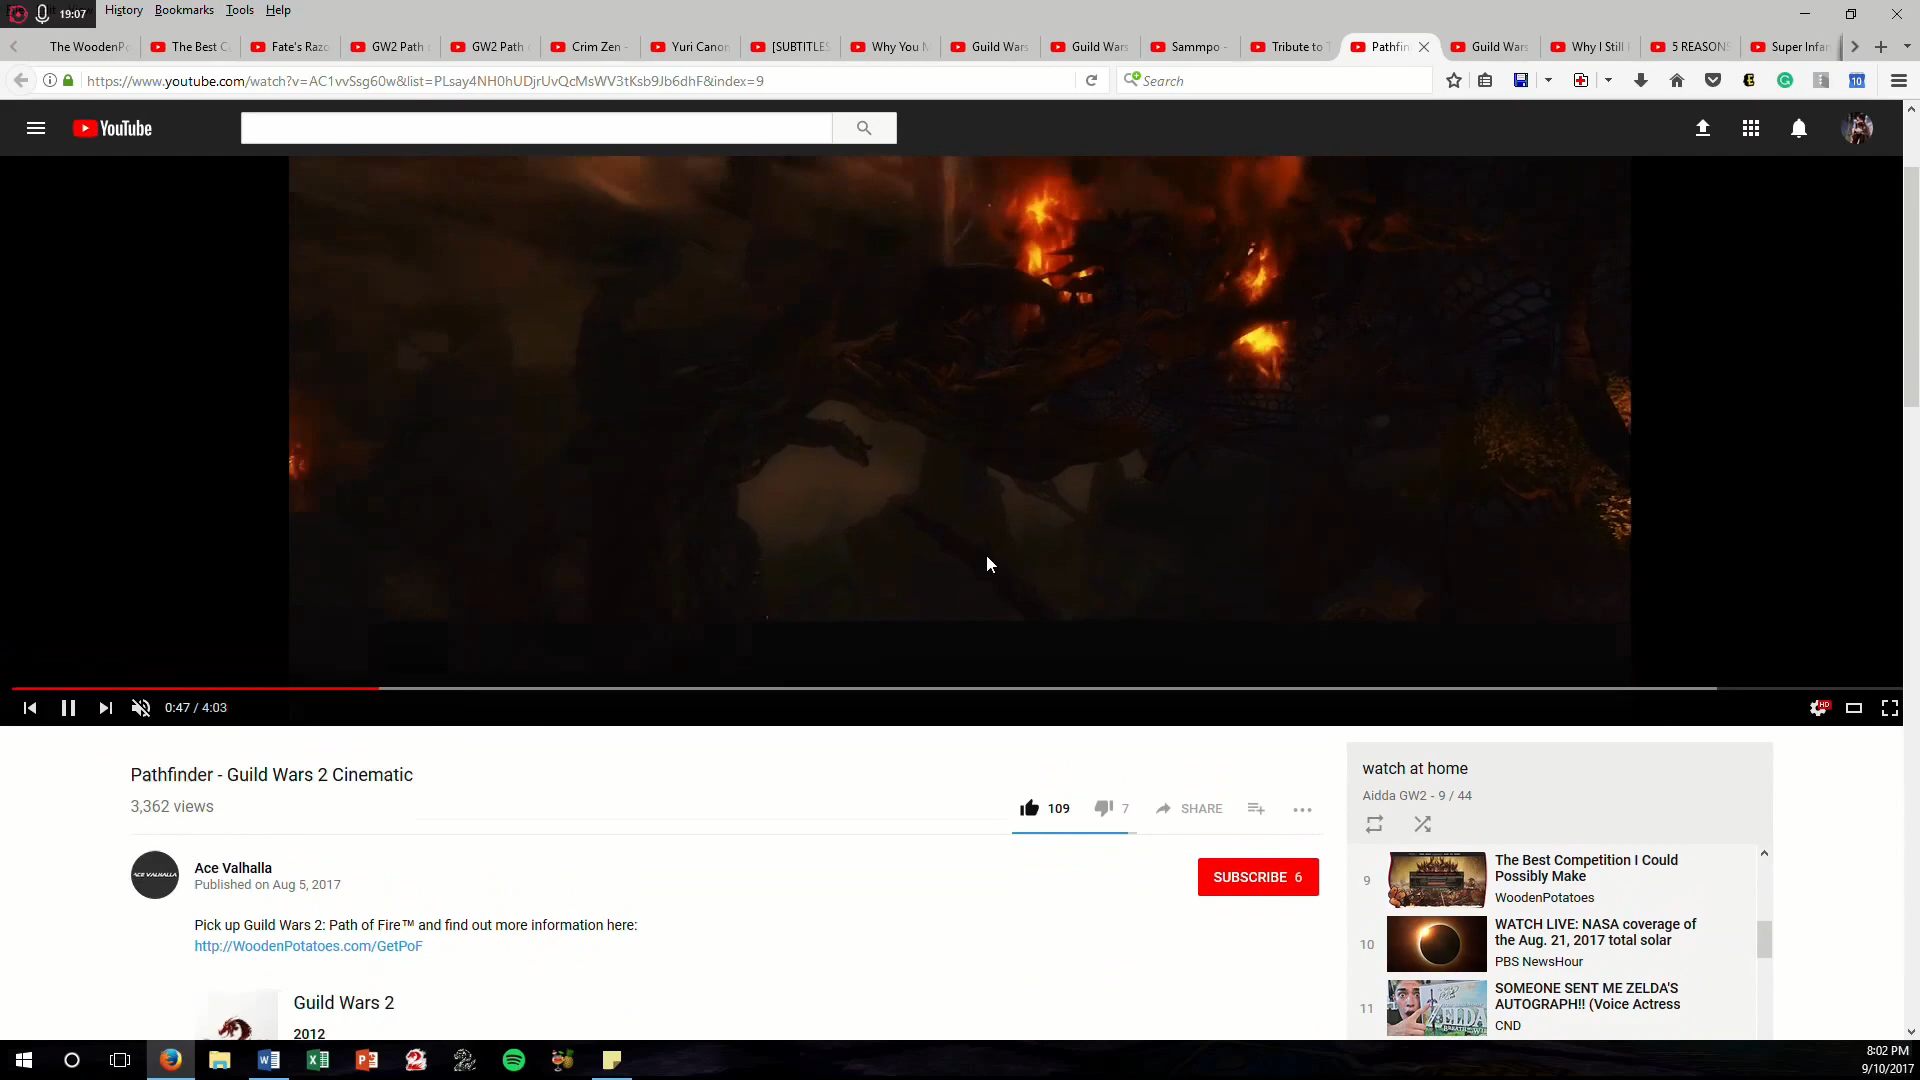 19:07 History Bookmarks Tools Help
The WoodenPo The Best C Fate's Razo GW2 Path GW2 Path Crim Zen - Yuri Canon [SUBTITLES Why You Guild Wars Guild Wars Sammpo - Tribute to Pathfin Guild Wars Why I Still 5 REASONS Super Infa
https://www.youtube.com/watch?v=AC1vvSsg60w&list=PLsay4NH0hUDjrUvQcMsWV3tKsb9Jb6dhF&index=9 Search 10
YouTube
0:47 / 4:03 HD
Pathfinder - Guild Wars 2 Cinematic
3,362 views
109 7 SHARE
ACE VALHALLA
Ace Valhalla
Published on Aug 5, 2017
SUBSCRIBE 6
Pick up Guild Wars 2: Path of Fire™ and find out more information here:
http://WoodenPotatoes.com/GetPoF
Guild Wars 2
2012
watch at home
Aidda GW2 - 9 / 44
9 The Best Competition I Could
Possibly Make
WoodenPotatoes
10 WATCH LIVE: NASA coverage of
the Aug. 21, 2017 total solar
PBS NewsHour
11 SOMEONE SENT ME ZELDA'S
AUTOGRAPH!! (Voice Actress
CND
ZELDA
8:02 PM
9/10/2017